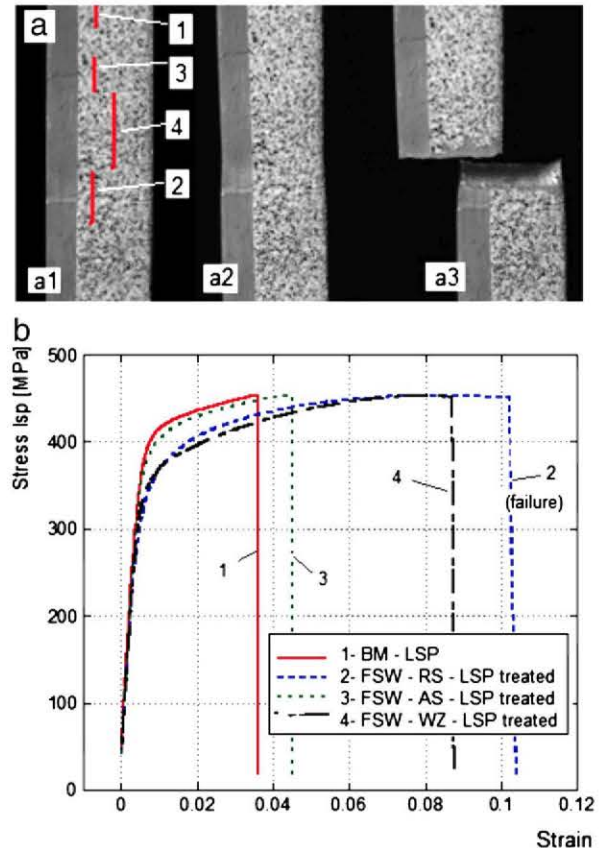 a
1
3
4
2
a1
a2
a3
b
Stress lsp [MPa]
500
400
300
200
100
0
4
2
(failure)
1
3
1- BM - LSP
2- FSW - RS - LSP treated
3- FSW - AS - LSP treated
4- FSW - WZ - LSP treated
0 0.02 0.04 0.06 0.08 0.1 0.12
Strain